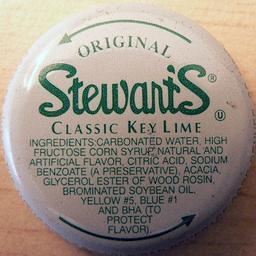 ORIGINAL
Stewart's®
U
CLASSIC KEY LIME
INGREDIENTS:CARBONATED WATER, HIGH
FRUCTOSE CORN SYRUP, NATURAL AND
ARTIFICIAL FLAVOR, CITRIC ACID, SODIUM
BENZOATE (A PRESERVATIVE), ACACIA,
GLYCEROL ESTER OF WOOD ROSIN,
BROMINATED SOYBEAN OIL,
YELLOW #5, BLUE #1
AND BHA (TO
PROTECT
FLAVOR).